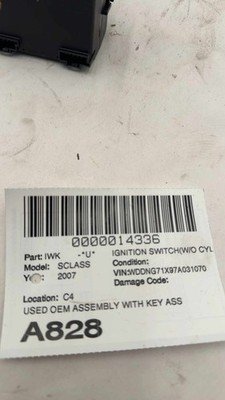 0000014336
Part: IWK -*U* IGNITION SWITCH(W/O CYL
Model: SCLASS Condition:
Year: 2007 VIN:WDDNG71X97A031070
Damage Code:
Location: C4
USED OEM ASSEMBLY WITH KEY ASS
A828